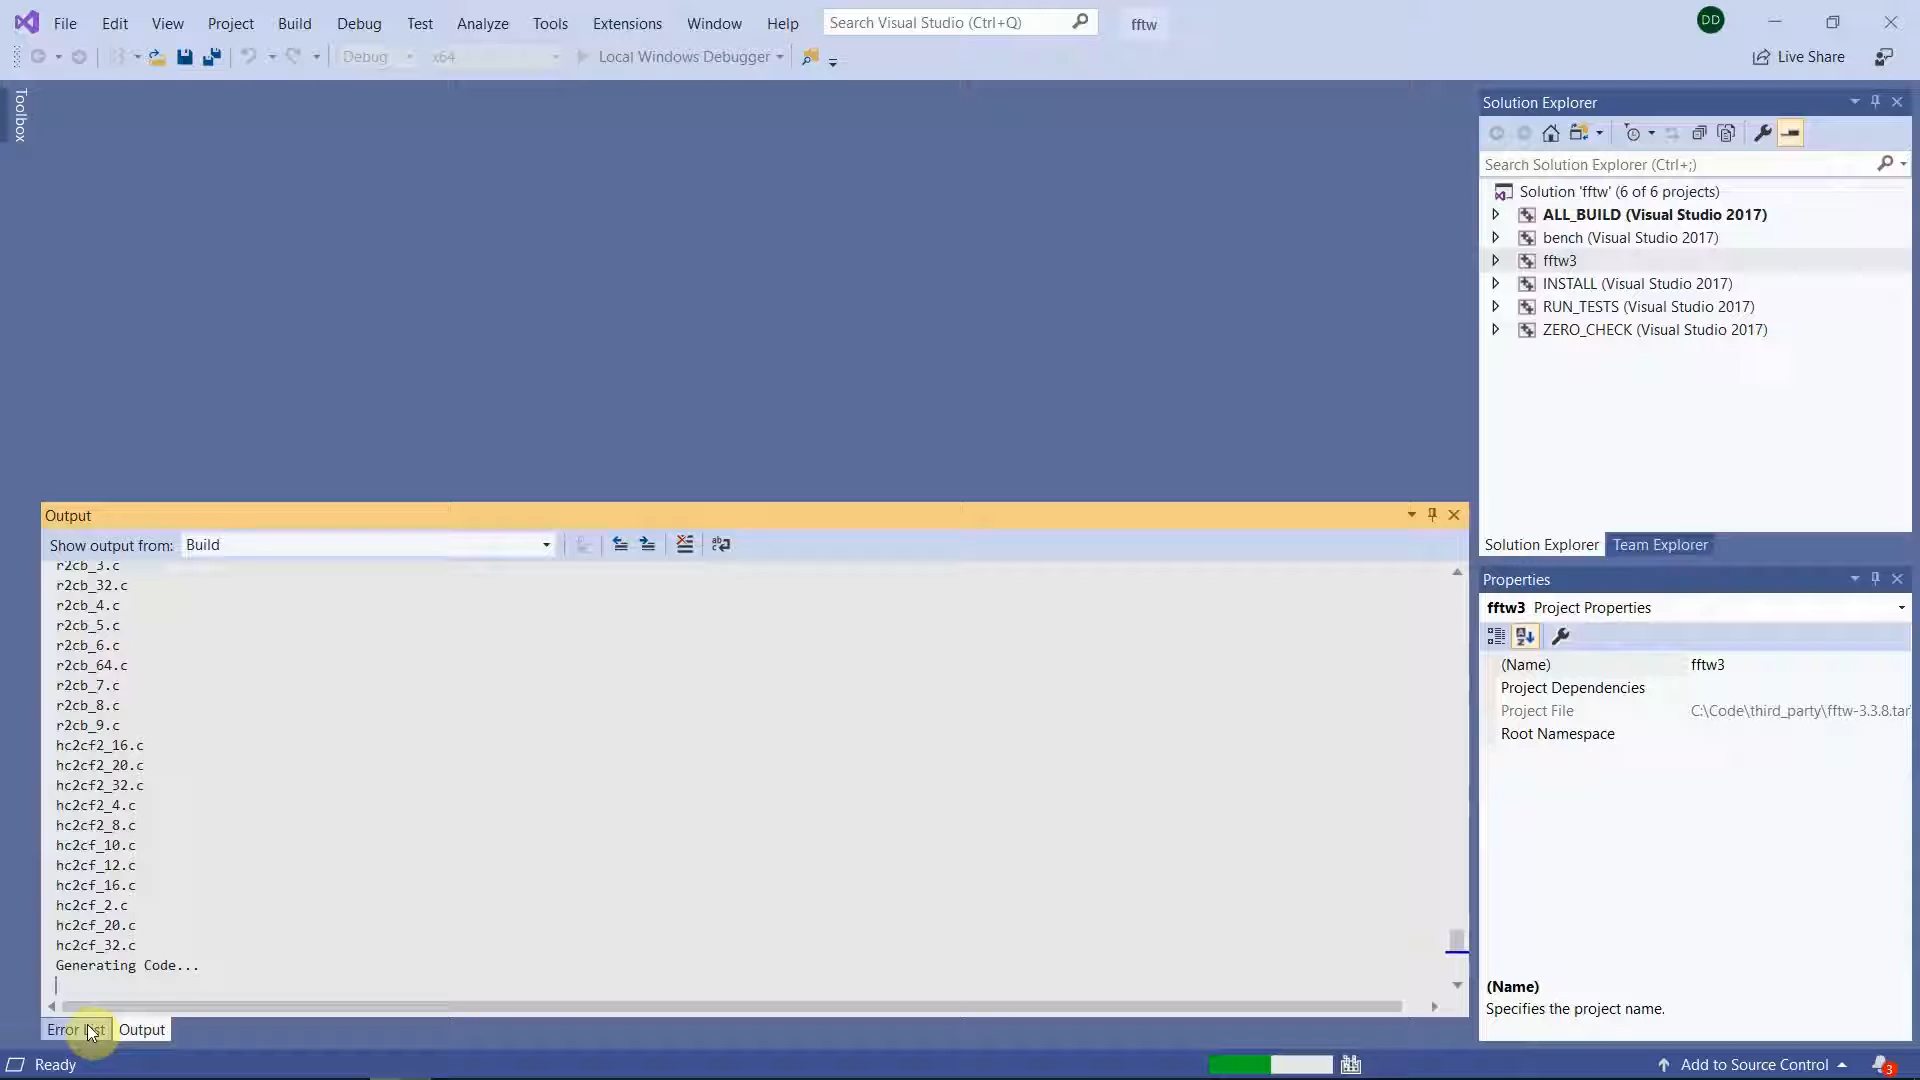 File Edit View Project Build Debug Test Analyze Tools Extensions Window Help Search Visual Studio (Ctrl+Q) fftw DD
Debug x64 Local Windows Debugger Live Share
Toolbox
Solution Explorer
Search Solution Explorer (Ctrl+;)
Solution 'fftw' (6 of 6 projects)
ALL_BUILD (Visual Studio 2017)
bench (Visual Studio 2017)
fftw3
INSTALL (Visual Studio 2017)
RUN_TESTS (Visual Studio 2017)
ZERO_CHECK (Visual Studio 2017)
Solution Explorer Team Explorer
Output
Show output from: Build
r2cb_3.c
r2cb_32.c
r2cb_4.c
r2cb_5.c
r2cb_6.c
r2cb_64.c
r2cb_7.c
r2cb_8.c
r2cb_9.c
hc2cf2_16.c
hc2cf2_20.c
hc2cf2_32.c
hc2cf2_4.c
hc2cf2_8.c
hc2cf_10.c
hc2cf_12.c
hc2cf_16.c
hc2cf_2.c
hc2cf_20.c
hc2cf_32.c
Generating Code...
Error List Output
Properties
fftw3 Project Properties
(Name) fftw3
Project Dependencies
Project File C:\Code\third_party\fftw-3.3.8.tar
Root Namespace
(Name)
Specifies the project name.
Ready Add to Source Control 3